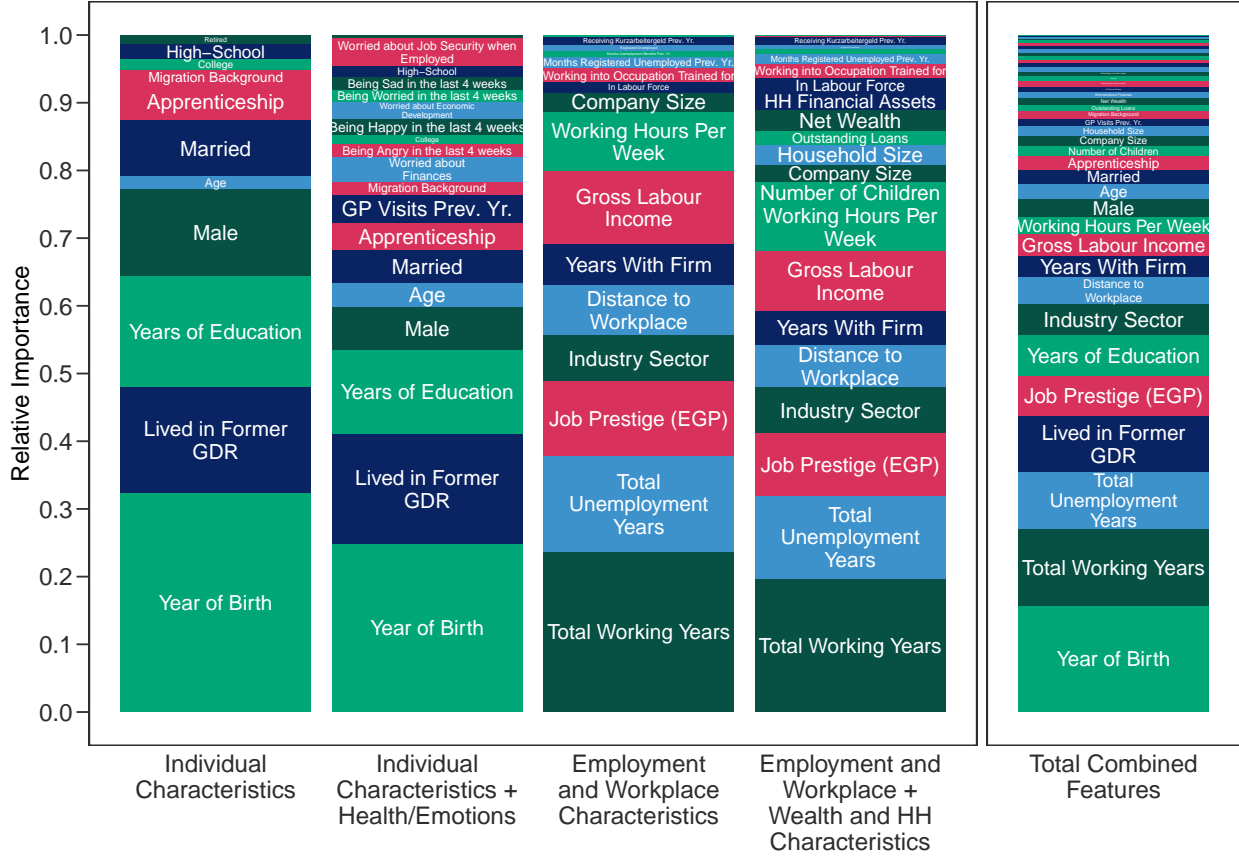 Relative Importance
1.0
0.9
0.8
0.7
0.6
0.5
0.4
0.3
0.2
0.1
0.0
Retired
High−School
College
Migration Background
Apprenticeship
Married
Age
Male
Years of Education
Lived in Former
GDR
Year of Birth
Individual
Characteristics
Worried about Job Security when
Employed
High−School
Being Sad in the last 4 weeks
Being Worried in the last 4 weeks
Worried about Economic
Development
Being Happy in the last 4 weeks
College
Being Angry in the last 4 weeks
Worried about
Finances
Migration Background
GP Visits Prev. Yr.
Apprenticeship
Married
Age
Male
Years of Education
Lived in Former
GDR
Year of Birth
Individual
Characteristics +
Health/Emotions
Receiving Kurzarbeitergeld Prev. Yr.
Registered Unemployed
Months Unemployment Benefits Prev. Yr.
Months Registered Unemployed Prev. Yr.
Working into Occupation Trained for
In Labour Force
Company Size
Working Hours Per
Week
Gross Labour
Income
Years With Firm
Distance to
Workplace
Industry Sector
Job Prestige (EGP)
Total
Unemployment
Years
Total Working Years
Employment
and Workplace
Characteristics
Receiving Kurzarbeitergeld Prev. Yr.
Months Registered Unemployed Prev. Yr.
Working into Occupation Trained for
In Labour Force
HH Financial Assets
Net Wealth
Outstanding Loans
Household Size
Company Size
Number of Children
Working Hours Per
Week
Gross Labour
Income
Years With Firm
Distance to
Workplace
Industry Sector
Job Prestige (EGP)
Total
Unemployment
Years
Total Working Years
Employment and
Workplace +
Wealth and HH
Characteristics
Net Wealth
Outstanding Loans
Migration Background
GP Visits Prev. Yr.
Household Size
Company Size
Number of Children
Apprenticeship
Married
Age
Male
Working Hours Per Week
Gross Labour Income
Years With Firm
Distance to
Workplace
Industry Sector
Years of Education
Job Prestige (EGP)
Lived in Former
GDR
Total
Unemployment
Years
Total Working Years
Year of Birth
Total Combined
Features